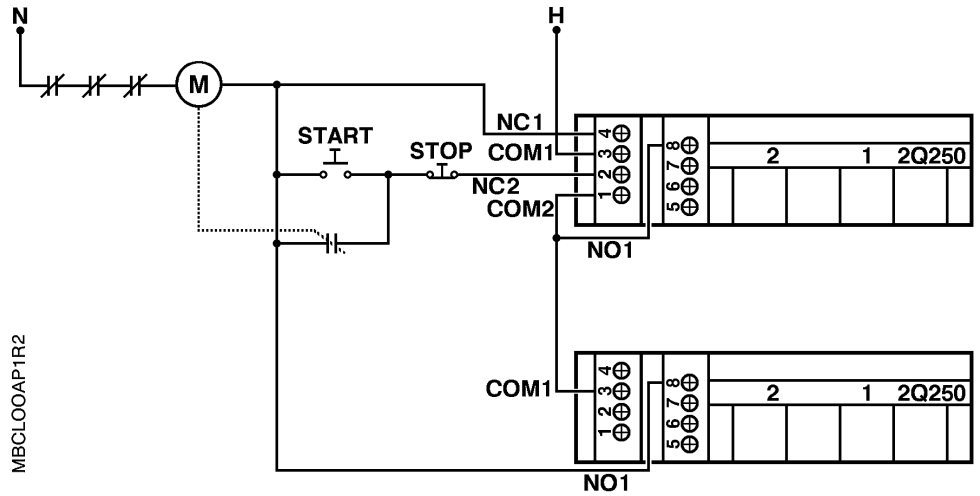 N
H
M
NC1
START
COM1
STOP
NC2
COM2
NO1
4
3
2
1
8
7
6
5
2 1 2Q250
COM1
NO1
4
3
2
1
8
7
6
5
2 1 2Q250
MBCLOOAP1R2